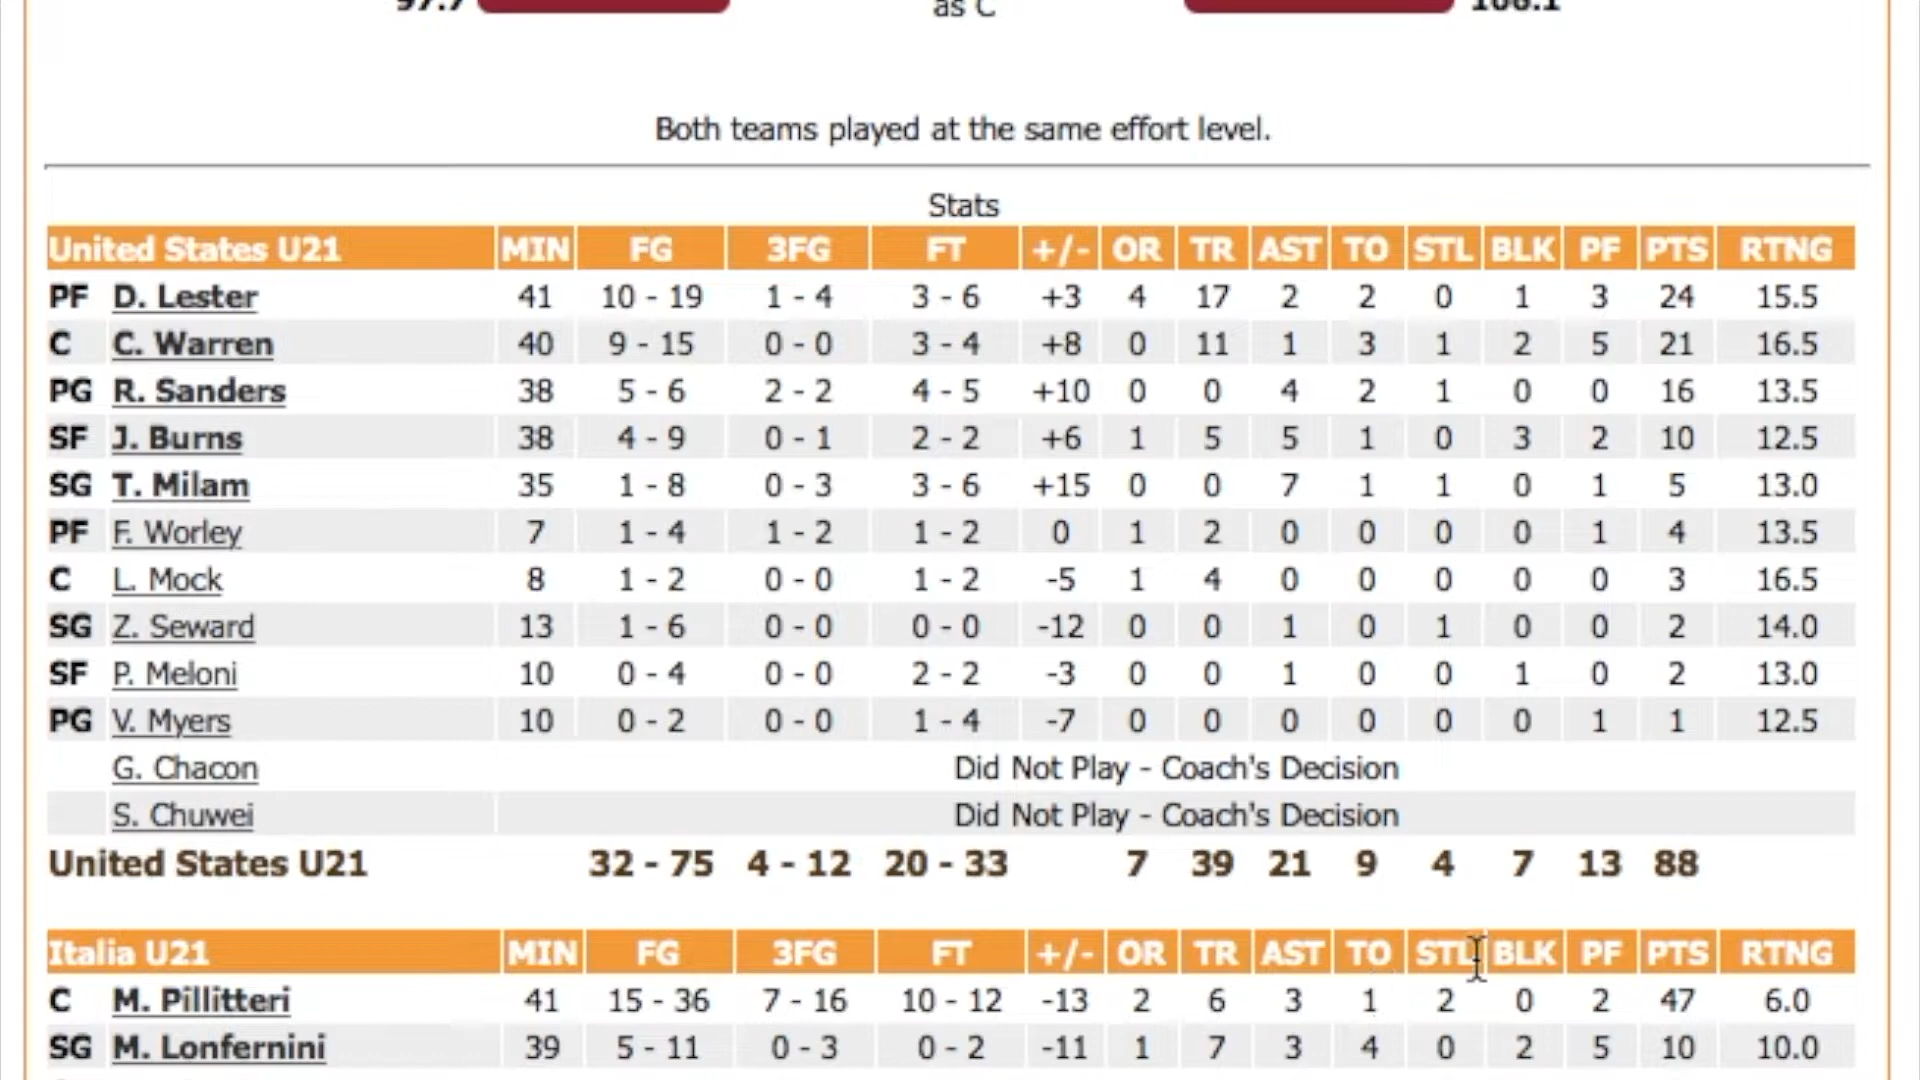 as C
Both teams played at the same effort level.
Stats
United States U21 MIN FG 3FG FT +/- OR TR AST TO STL BLK PF PTS RTNG
PF D. Lester 41 10 - 19 1 - 4 3 - 6 +3 4 17 2 2 0 1 3 24 15.5
C C. Warren 40 9 - 15 0 - 0 3 - 4 +8 0 11 1 3 1 2 5 21 16.5
PG R. Sanders 38 5 - 6 2 - 2 4 - 5 +10 0 0 4 2 1 0 0 16 13.5
SF J. Burns 38 4 - 9 0 - 1 2 - 2 +6 1 5 5 1 0 3 2 10 12.5
SG T. Milam 35 1 - 8 0 - 3 3 - 6 +15 0 0 7 1 1 0 1 5 13.0
PF F. Worley 7 1 - 4 1 - 2 1 - 2 0 1 2 0 0 0 0 1 4 13.5
C L. Mock 8 1 - 2 0 - 0 1 - 2 -5 1 4 0 0 0 0 0 3 16.5
SG Z. Seward 13 1 - 6 0 - 0 0 - 0 -12 0 0 1 0 1 0 0 2 14.0
SF P. Meloni 10 0 - 4 0 - 0 2 - 2 -3 0 0 1 0 0 1 0 2 13.0
PG V. Myers 10 0 - 2 0 - 0 1 - 4 -7 0 0 0 0 0 0 1 1 12.5
G. Chacon Did Not Play - Coach's Decision
S. Chuwei Did Not Play - Coach's Decision
United States U21 32 - 75 4 - 12 20 - 33 7 39 21 9 4 7 13 88
Italia U21 MIN FG 3FG FT +/- OR TR AST TO STL BLK PF PTS RTNG
C M. Pillitteri 41 15 - 36 7 - 16 10 - 12 -13 2 6 3 1 2 0 2 47 6.0
SG M. Lonfernini 39 5 - 11 0 - 3 0 - 2 -11 1 7 3 4 0 2 5 10 10.0